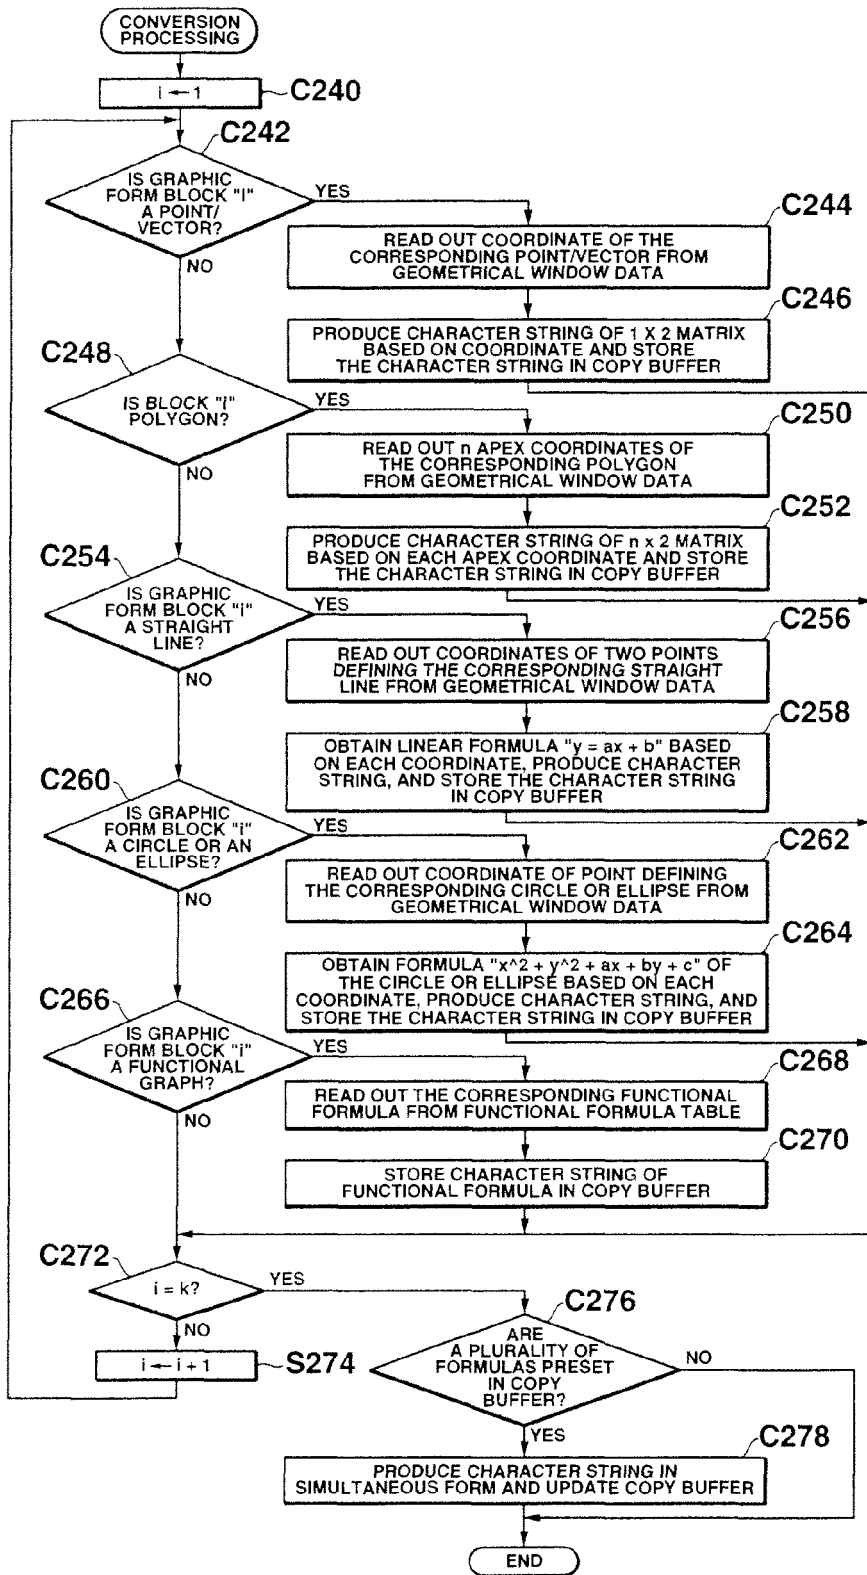 CONVERSION
PROCESSING
i ← 1
C240
C242
IS GRAPHIC
FORM BLOCK "I"
A POINT/
VECTOR?
YES
NO
C244
READ OUT COORDINATE OF THE
CORRESPONDING POINT/VECTOR FROM
GEOMETRICAL WINDOW DATA
C246
PRODUCE CHARACTER STRING OF 1 X 2 MATRIX
BASED ON COORDINATE AND STORE
THE CHARACTER STRING IN COPY BUFFER
C248
IS BLOCK "i"
POLYGON?
YES
NO
C250
READ OUT n APEX COORDINATES OF
THE CORRESPONDING POLYGON
FROM GEOMETRICAL WINDOW DATA
C252
PRODUCE CHARACTER STRING OF n x 2 MATRIX
BASED ON EACH APEX COORDINATE AND STORE
THE CHARACTER STRING IN COPY BUFFER
C254
IS GRAPHIC
FORM BLOCK "i"
A STRAIGHT
LINE?
YES
NO
C256
READ OUT COORDINATES OF TWO POINTS
DEFINING THE CORRESPONDING STRAIGHT
LINE FROM GEOMETRICAL WINDOW DATA
C258
OBTAIN LINEAR FORMULA "y = ax + b" BASED
ON EACH COORDINATE, PRODUCE CHARACTER
STRING, AND STORE THE CHARACTER STRING
IN COPY BUFFER
C260
IS GRAPHIC
FORM BLOCK "i"
A CIRCLE OR AN
ELLIPSE?
YES
NO
C262
READ OUT COORDINATE OF POINT DEFINING
THE CORRESPONDING CIRCLE OR ELLIPSE FROM
GEOMETRICAL WINDOW DATA
C264
OBTAIN FORMULA "x^2 + y^2 + ax + by + c" OF
THE CIRCLE OR ELLIPSE BASED ON EACH
COORDINATE, PRODUCE CHARACTER STRING, AND
STORE THE CHARACTER STRING IN COPY BUFFER
C266
IS GRAPHIC
FORM BLOCK "i"
A FUNCTIONAL
GRAPH?
YES
NO
C268
READ OUT THE CORRESPONDING FUNCTIONAL
FORMULA FROM FUNCTIONAL FORMULA TABLE
C270
STORE CHARACTER STRING OF
FUNCTIONAL FORMULA IN COPY BUFFER
C272
i = k?
YES
NO
i ← i + 1
S274
C276
ARE
A PLURALITY OF
FORMULAS PRESET
IN COPY
BUFFER?
NO
YES
C278
PRODUCE CHARACTER STRING IN
SIMULTANEOUS FORM AND UPDATE COPY BUFFER
END